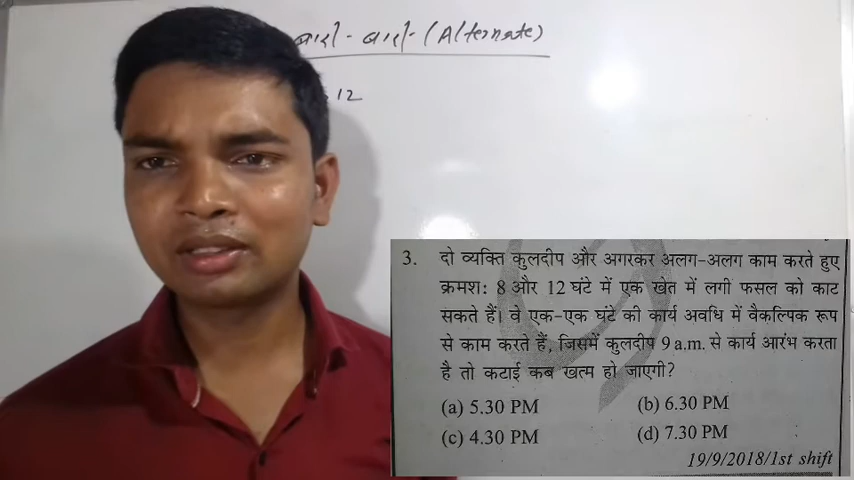 बारी - बारी - (Alternate)
12
3. दो व्यक्ति कुलदीप और अगरकर अलग-अलग काम करते हुए
क्रमश: 8 और 12 घंटे में एक खेत में लगी फसल को काट
सकते हैं। वे एक-एक घंटे की कार्य अवधि में वैकल्पिक रूप
से काम करते हैं, जिसमें कुलदीप 9 a.m. से कार्य आरंभ करता
है तो कटाई कब खत्म हो जाएगी?
(a) 5.30 PM (b) 6.30 PM
(c) 4.30 PM (d) 7.30 PM
19/9/2018/1st shift